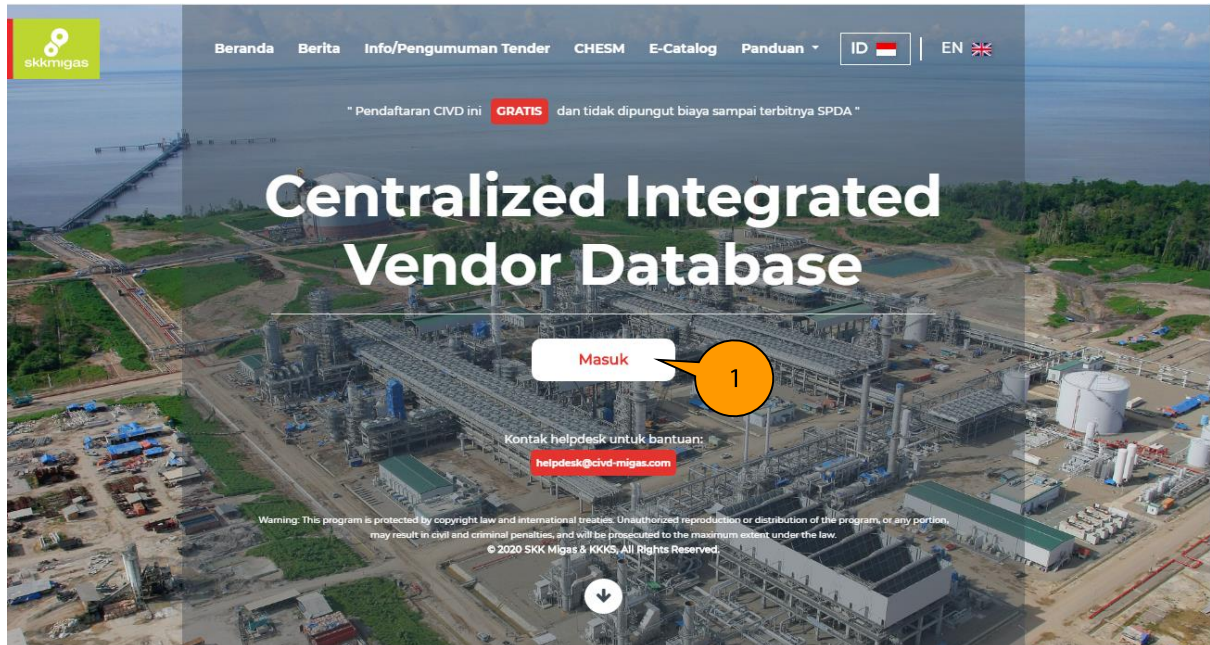 skkmigas
Beranda Berita Info/Pengumuman Tender CHESM E-Catalog Panduan ID EN
" Pendaftaran CIVD ini GRATIS dan tidak dipungut biaya sampai terbitnya SPDA "
Centralized Integrated
Vendor Database
Masuk
1
Kontak helpdesk untuk bantuan:
helpdesk@civd-migas.com
Warning: This program is protected by copyright law and international treaties. Unauthorized reproduction or distribution of the program, or any portion,
may result in civil and criminal penalties, and will be prosecuted to the maximum extent under the law.
© 2020 SKK Migas & KKKS, All Rights Reserved.